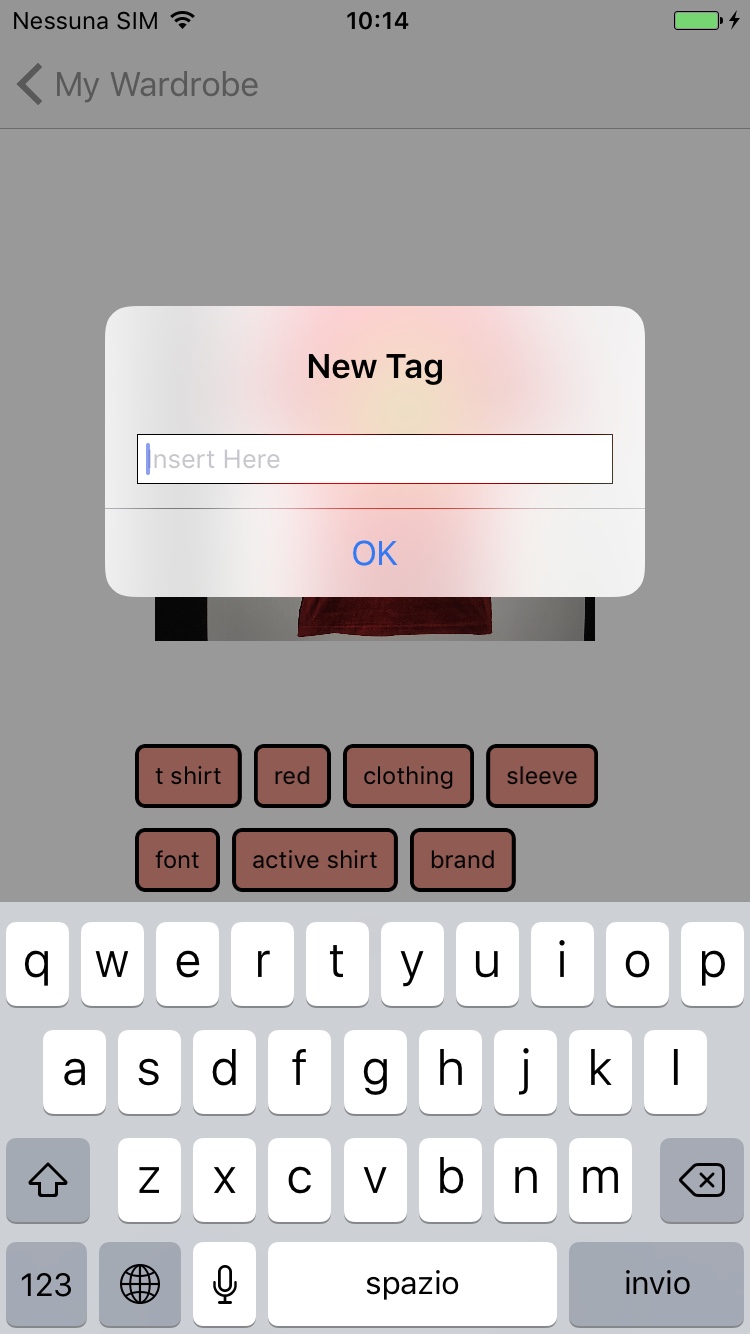 Nessuna SIM 10:14
My Wardrobe
New Tag
Insert Here
OK
t shirt red clothing sleeve
font active shirt brand
q w e r t y u i o p
a s d f g h j k l
z x c v b n m
123 spazio invio